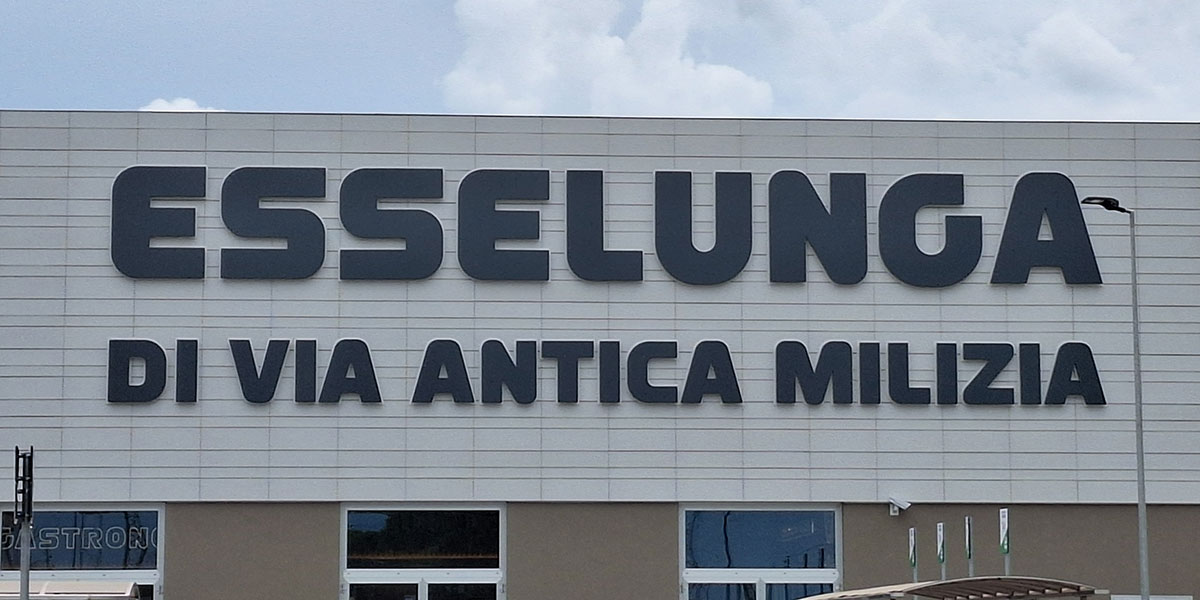 ESSELUNGA
DI VIA ANTICA MILIZIA